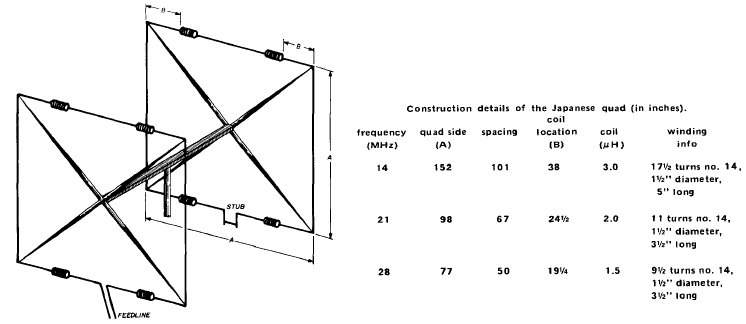 B
B
A
STUB
A
FEEDLINE
Construction details of the Japanese quad (in inches).
coil
frequency quad side spacing location coil winding
(MHz) (A) (B) (μH) info
14 152 101 38 3.0 17½ turns no. 14,
1½" diameter,
5" long
21 98 67 24½ 2.0 11 turns no. 14,
1½" diameter,
3½" long
28 77 50 19¼ 1.5 9½ turns no. 14,
1½" diameter,
3½" long